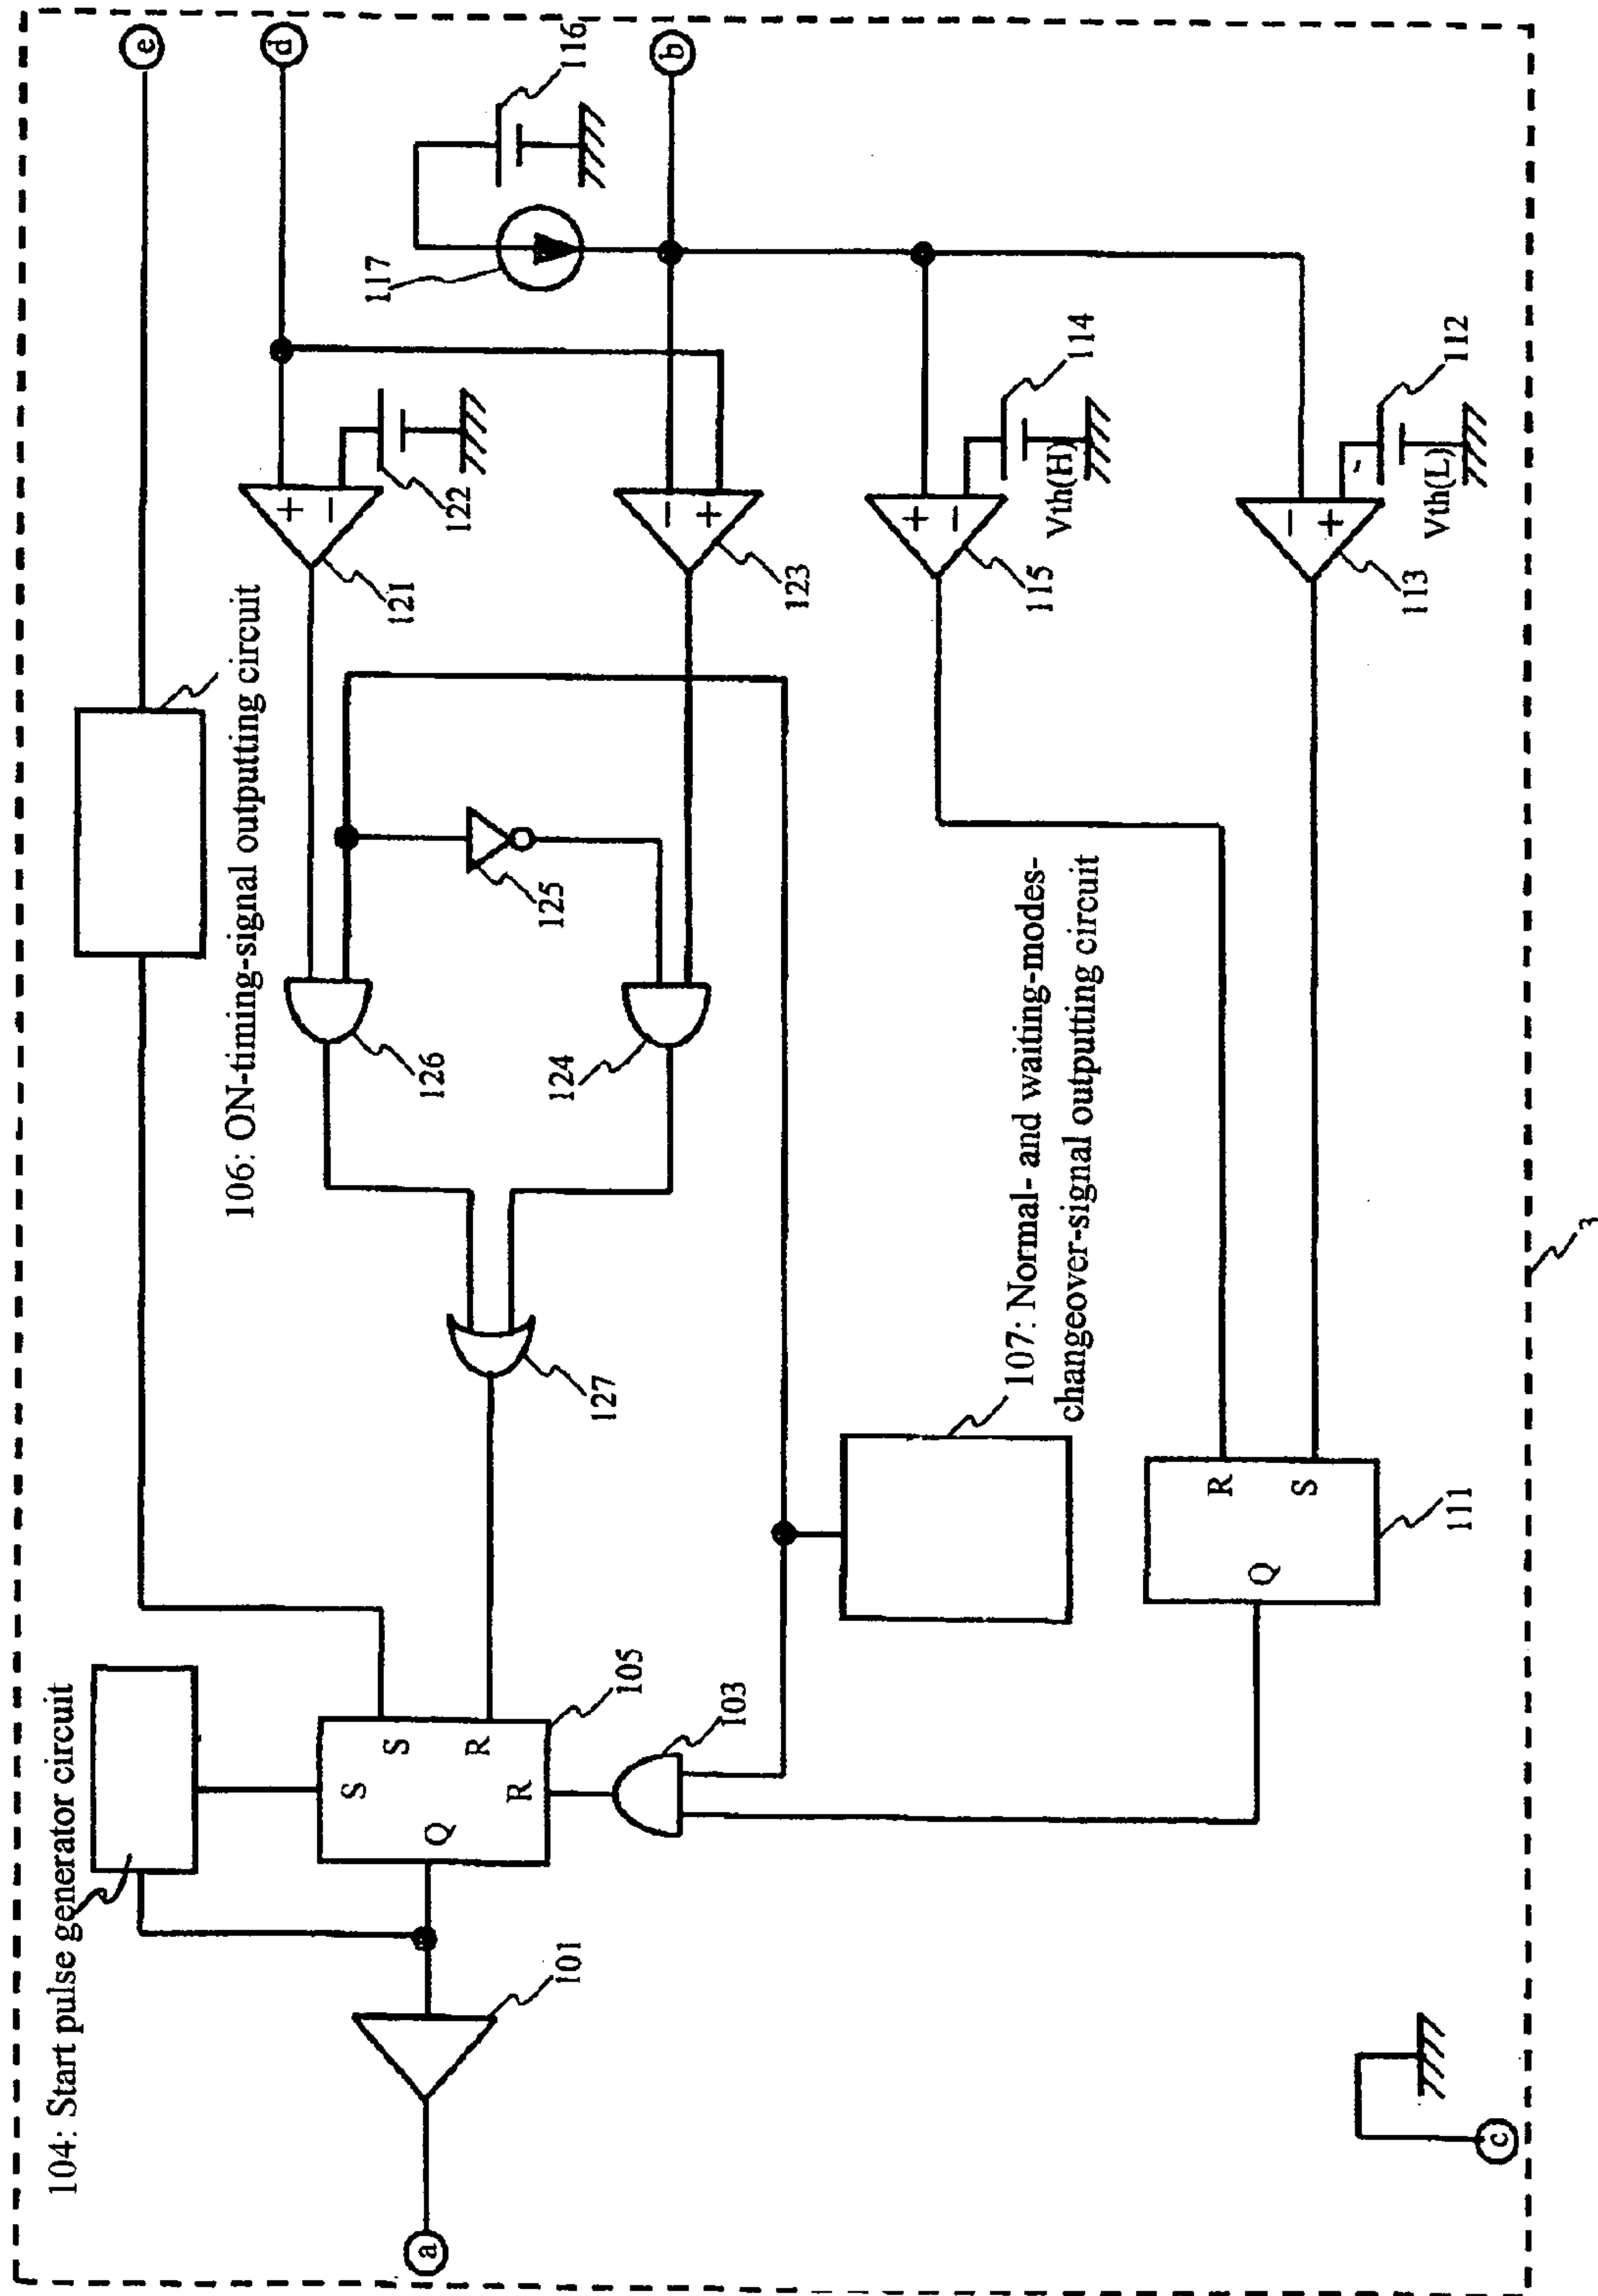 104: Start pulse generator circuit
106: ON-timing-signal outputting circuit
107: Normal- and waiting-modes-
changeover-signal outputting circuit
a
b
c
d
e
101
103
105
S
S
R
R
Q
111
R
S
Q
112
Vth(L)
113
- +
114
Vth(H)
115
+ -
116
117
121
+ -
122
123
- +
124
125
126
127
3